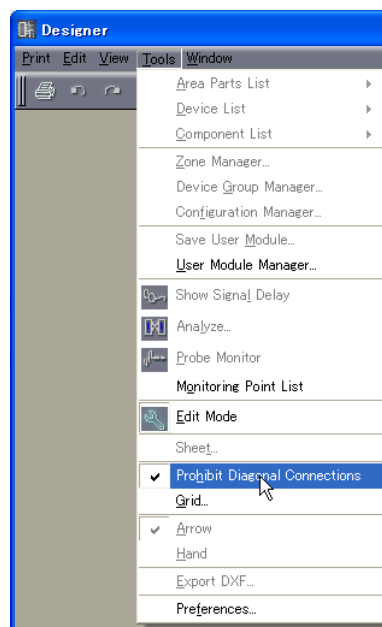 Designer
Print Edit View Tools Window
Area Parts List
Device List
Component List
Zone Manager...
Device Group Manager...
Configuration Manager...
Save User Module...
User Module Manager...
Show Signal Delay
Analyze...
Probe Monitor
Monitoring Point List
Edit Mode
Sheet...
Prohibit Diagonal Connections
Grid...
Arrow
Hand
Export DXF...
Preferences...